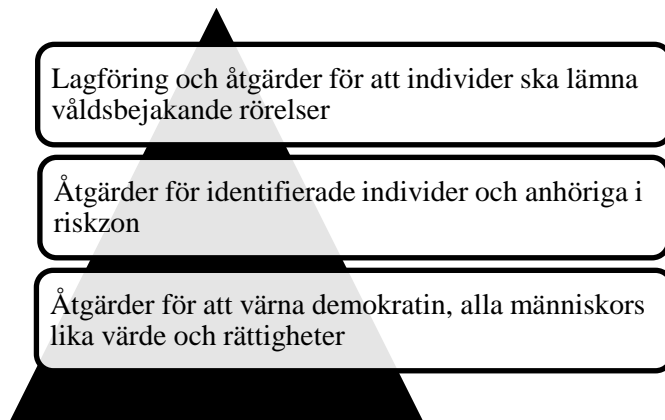 Lagföring och åtgärder för att individer ska lämna
våldsbejakande rörelser
Åtgärder för identifierade individer och anhöriga i
riskzon
Åtgärder för att värna demokratin, alla människors
lika värde och rättigheter